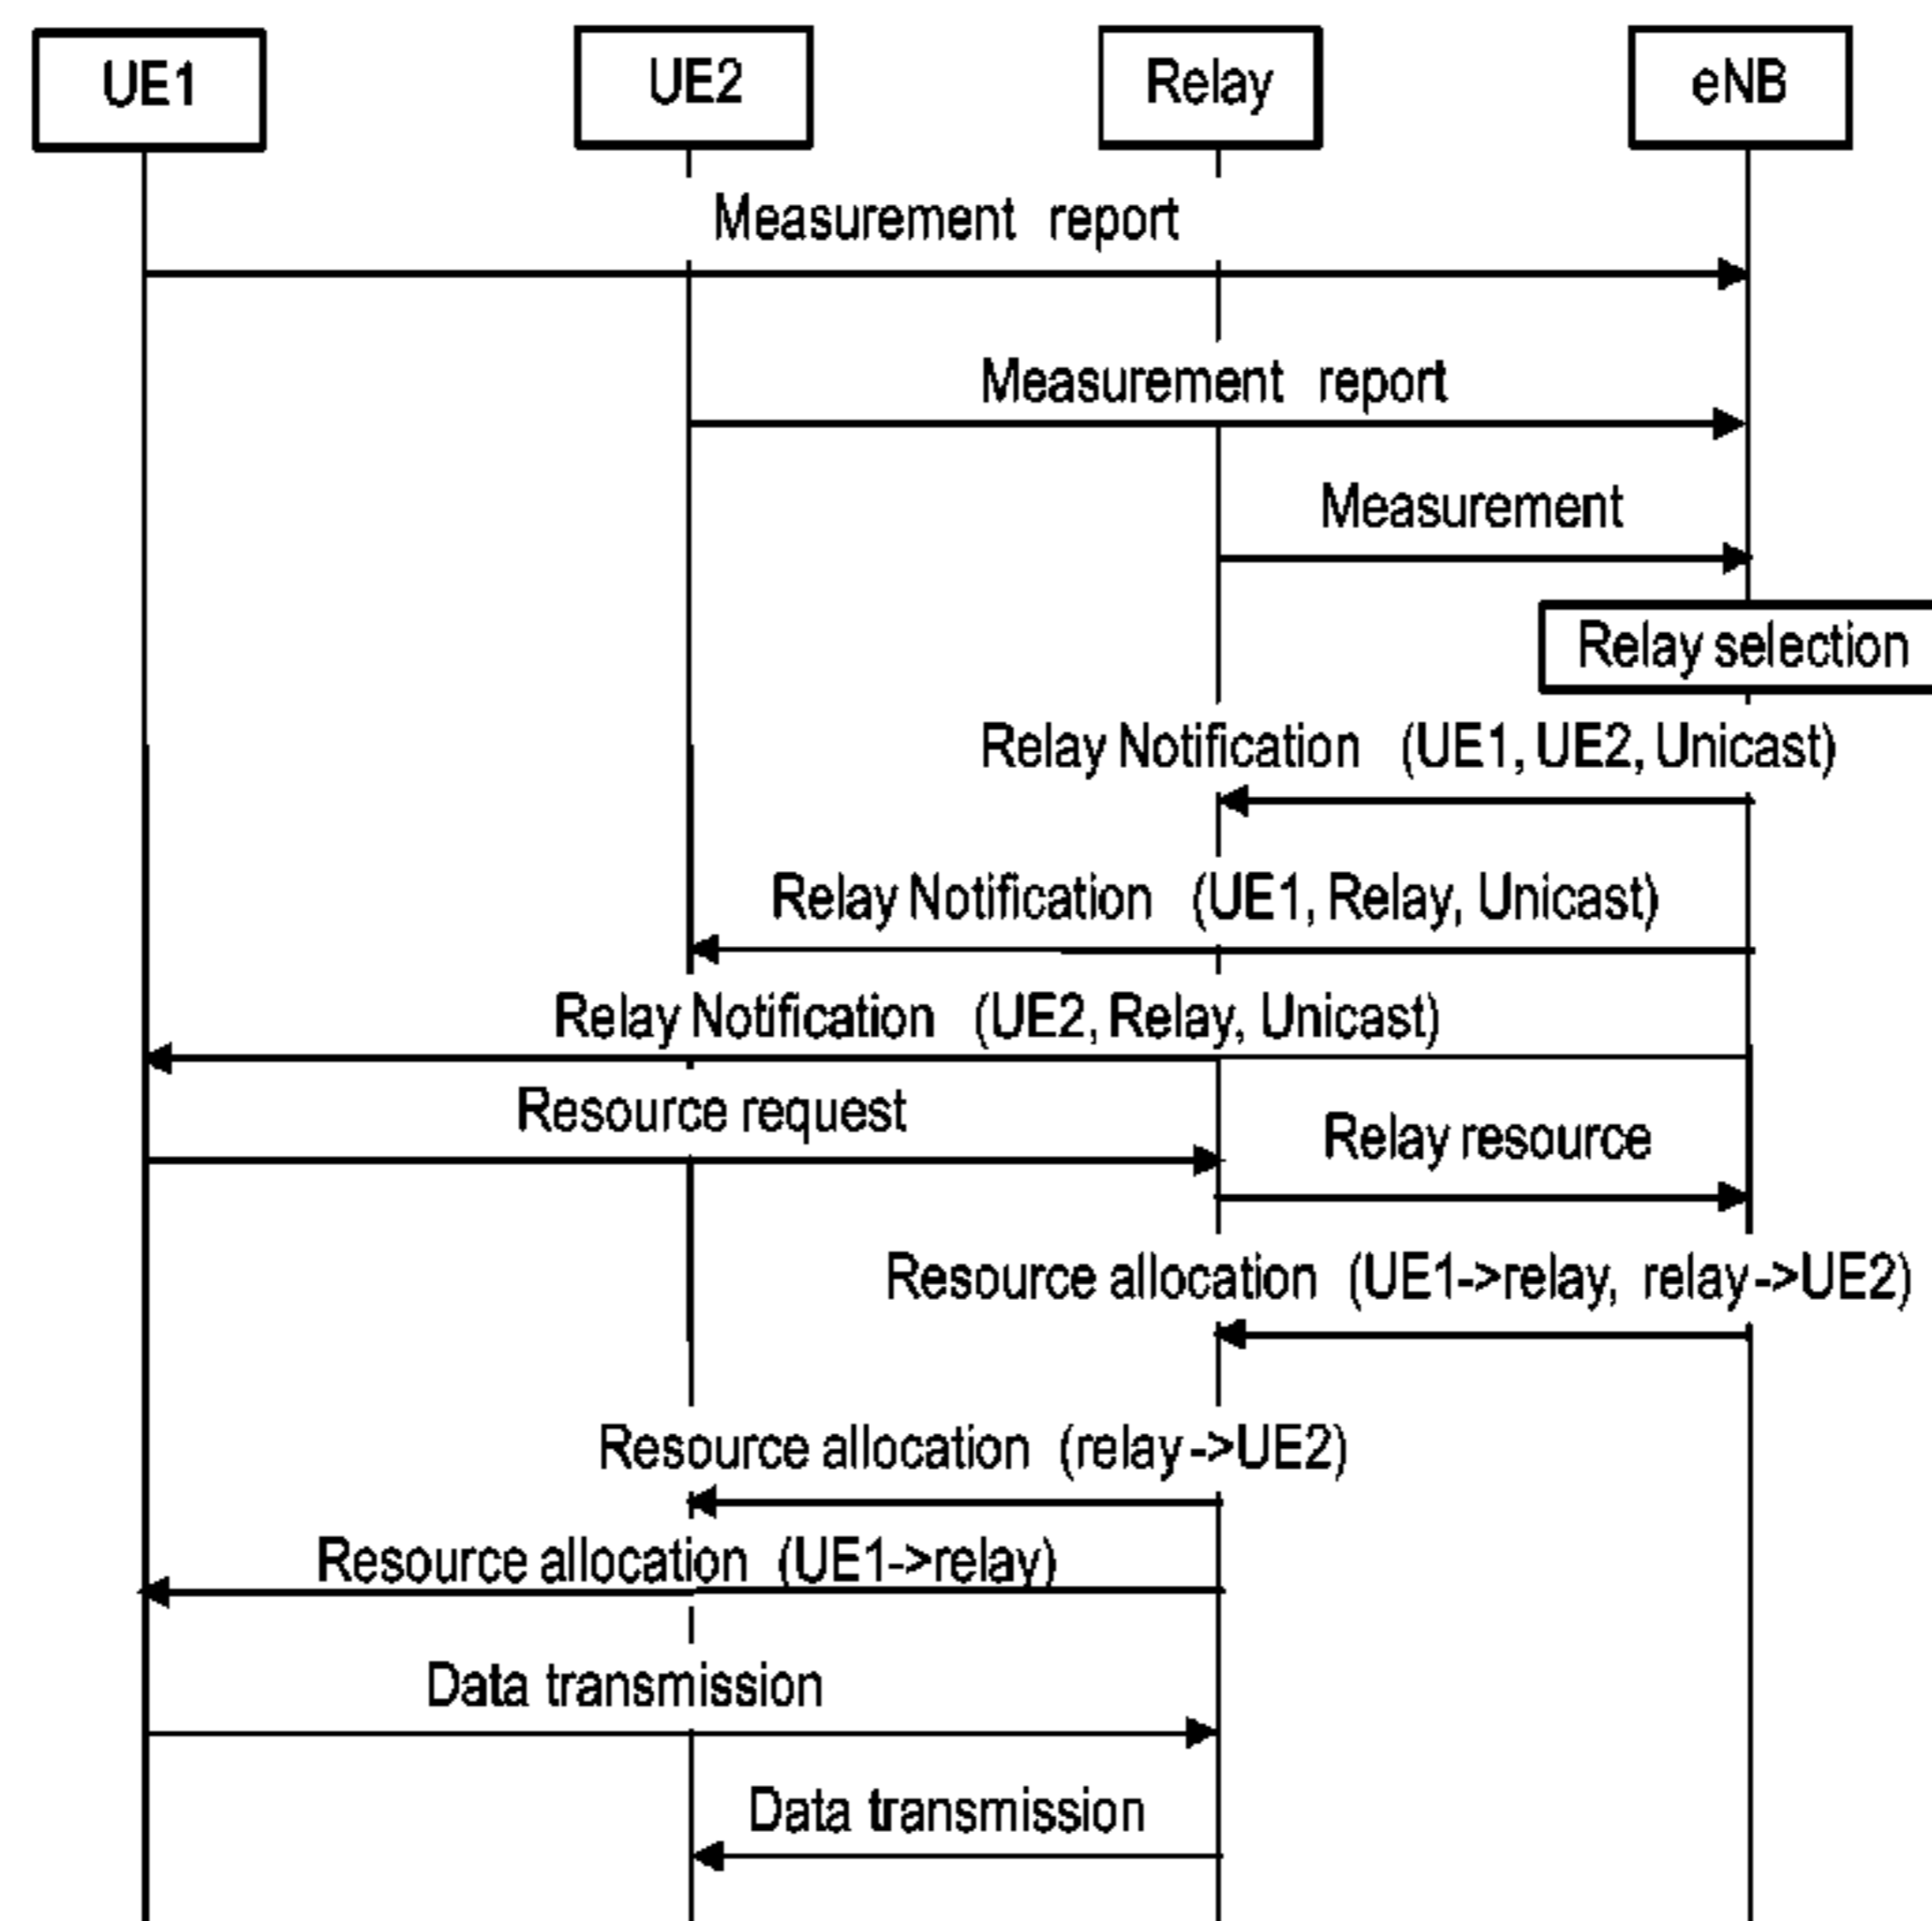 UE1
UE2
Relay
eNB
Measurement report
Measurement report
Measurement
Relay selection
Relay Notification (UE1, UE2, Unicast)
Relay Notification (UE1, Relay, Unicast)
Relay Notification (UE2, Relay, Unicast)
Resource request
Relay resource
Resource allocation (UE1->relay, relay->UE2)
Resource allocation (relay->UE2)
Resource allocation (UE1->relay)
Data transmission
Data transmission